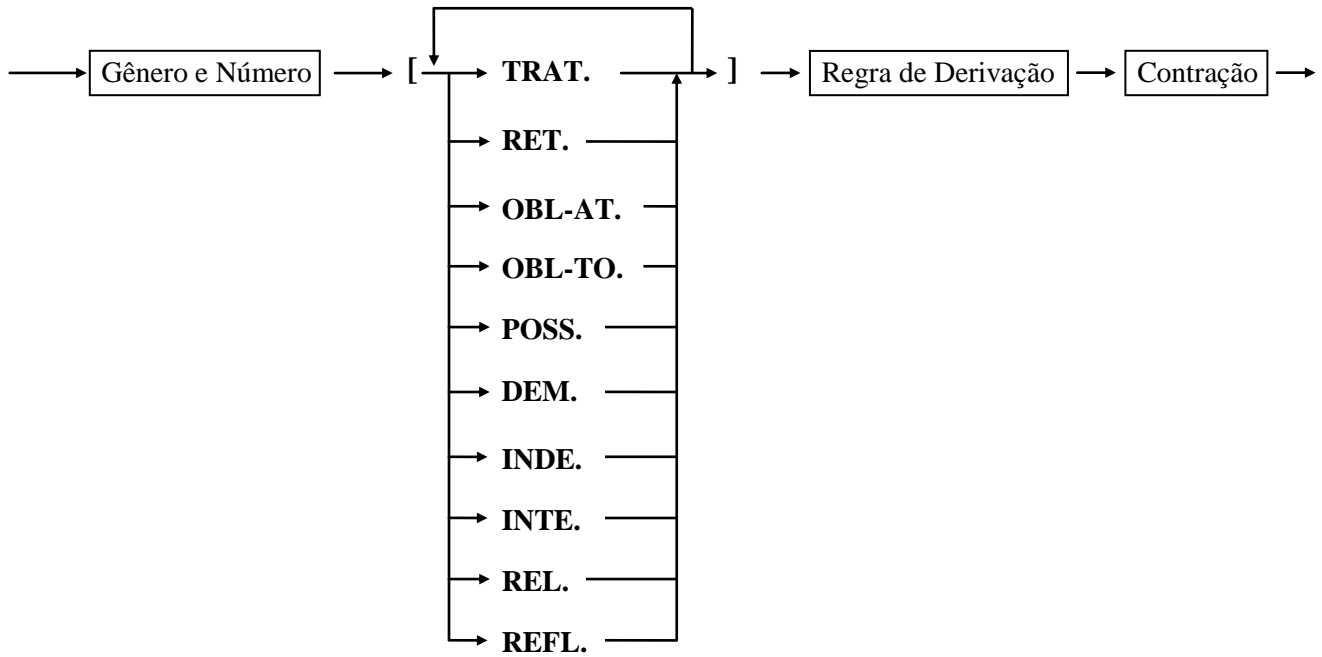 Gênero e Número [ TRAT. ] Regra de Derivação Contração
RET.
OBL-AT.
OBL-TO.
POSS.
DEM.
INDE.
INTE.
REL.
REFL.